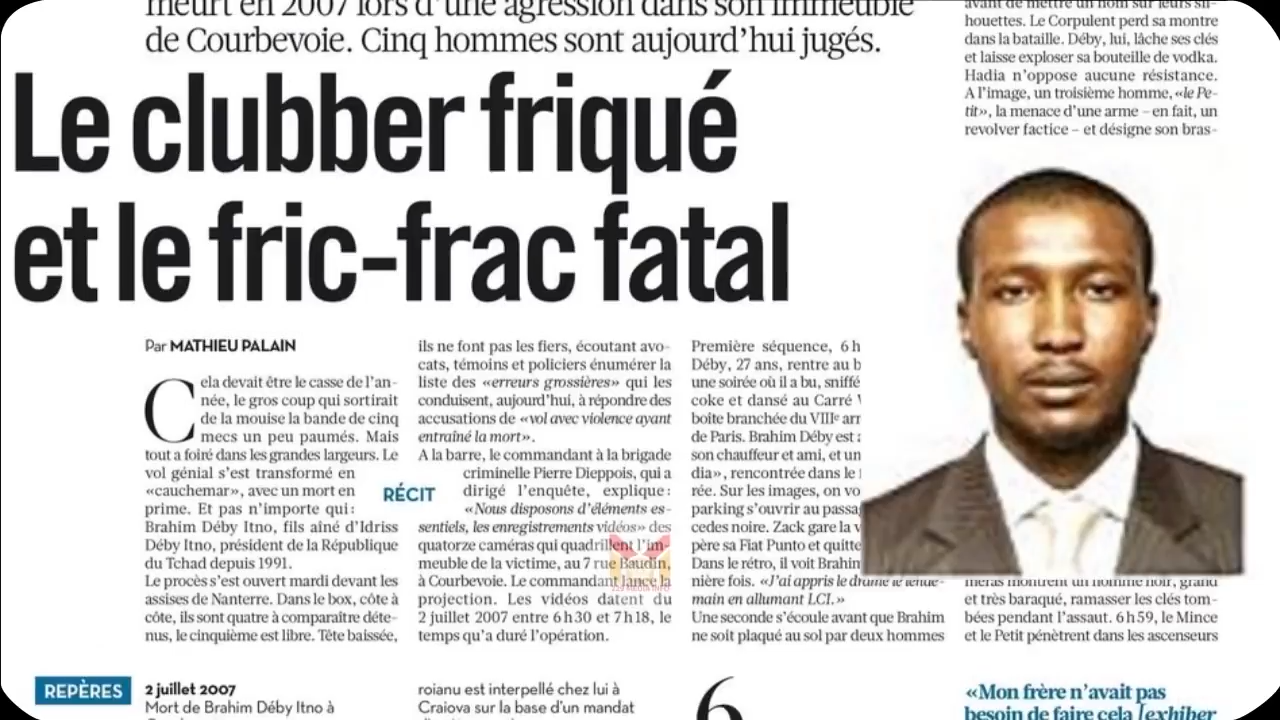 meurt en 2007 lors d'une agression dans son immeuble
de Courbevoie. Cinq hommes sont aujourd'hui jugés.
Le clubber friqué
et le fric-frac fatal
Par MATHIEU PALAIN
Cela devait être le casse de l'an-
née, le gros coup qui sortirait
de la mouise la bande de cinq
mecs un peu paumés. Mais
tout a foiré dans les grandes largeurs. Le
vol génial s'est transformé en
«cauchemar», avec un mort en
prime. Et pas n'importe qui:
Brahim Déby Itno, fils aîné d'Idriss
Déby Itno, président de la République
du Tchad depuis 1991.
Le procès s'est ouvert mardi devant les
assises de Nanterre. Dans le box, côte à
côte, ils sont quatre à comparaître déte-
nus, le cinquième est libre. Tête baissée,
RÉCIT
ils ne font pas les fiers, écoutant avo-
cats, témoins et policiers énumérer la
liste des «erreurs grossières» qui les
conduisent, aujourd'hui, à répondre des
accusations de «vol avec violence ayant
entraîné la mort».
A la barre, le commandant à la brigade
criminelle Pierre Dieppois, qui a
dirigé l'enquête, explique:
«Nous disposons d'éléments es-
sentiels, les enregistrements vidéos» des
quatorze caméras qui quadrillent l'im-
meuble de la victime, au 7 rue Baudin,
à Courbevoie. Le commandant lance la
projection. Les vidéos datent du
2 juillet 2007 entre 6h30 et 7h18, le
temps qu'a duré l'opération.
Première séquence, 6h
Déby, 27 ans, rentre au b
une soirée où il a bu, sniffé
coke et dansé au Carré
boîte branchée du VIIIe arr
de Paris. Brahim Déby est
son chauffeur et ami, et un
dia», rencontrée dans le
rée. Sur les images, on vo
parking s'ouvrir au passag
cedes noire. Zack gare la v
père sa Fiat Punto et quitte
Dans le rétro, il voit Brahim
nière fois. «J'ai appris le drame le lende-
main en allumant LCI.»
Une seconde s'écoule avant que Brahim
ne soit plaqué au sol par deux hommes
avant de mettre un nom sur leurs sil-
houettes. Le Corpulent perd sa montre
dans la bataille. Déby, lui, lâche ses clés
et laisse exploser sa bouteille de vodka.
Hadia n'oppose aucune résistance.
A l'image, un troisième homme, «le Pe-
tit», la menace d'une arme – en fait, un
revolver factice – et désigne son bras-
méras montrent un homme noir, grand
et très baraqué, ramasser les clés tom-
bées pendant l'assaut. 6h59, le Mince
et le Petit pénètrent dans les ascenseurs
REPÈRES
2 juillet 2007
Mort de Brahim Déby Itno à
roianu est interpellé chez lui à
Craiova sur la base d'un mandat
6
«Mon frère n'avait pas
besoin de faire cela [exhiber